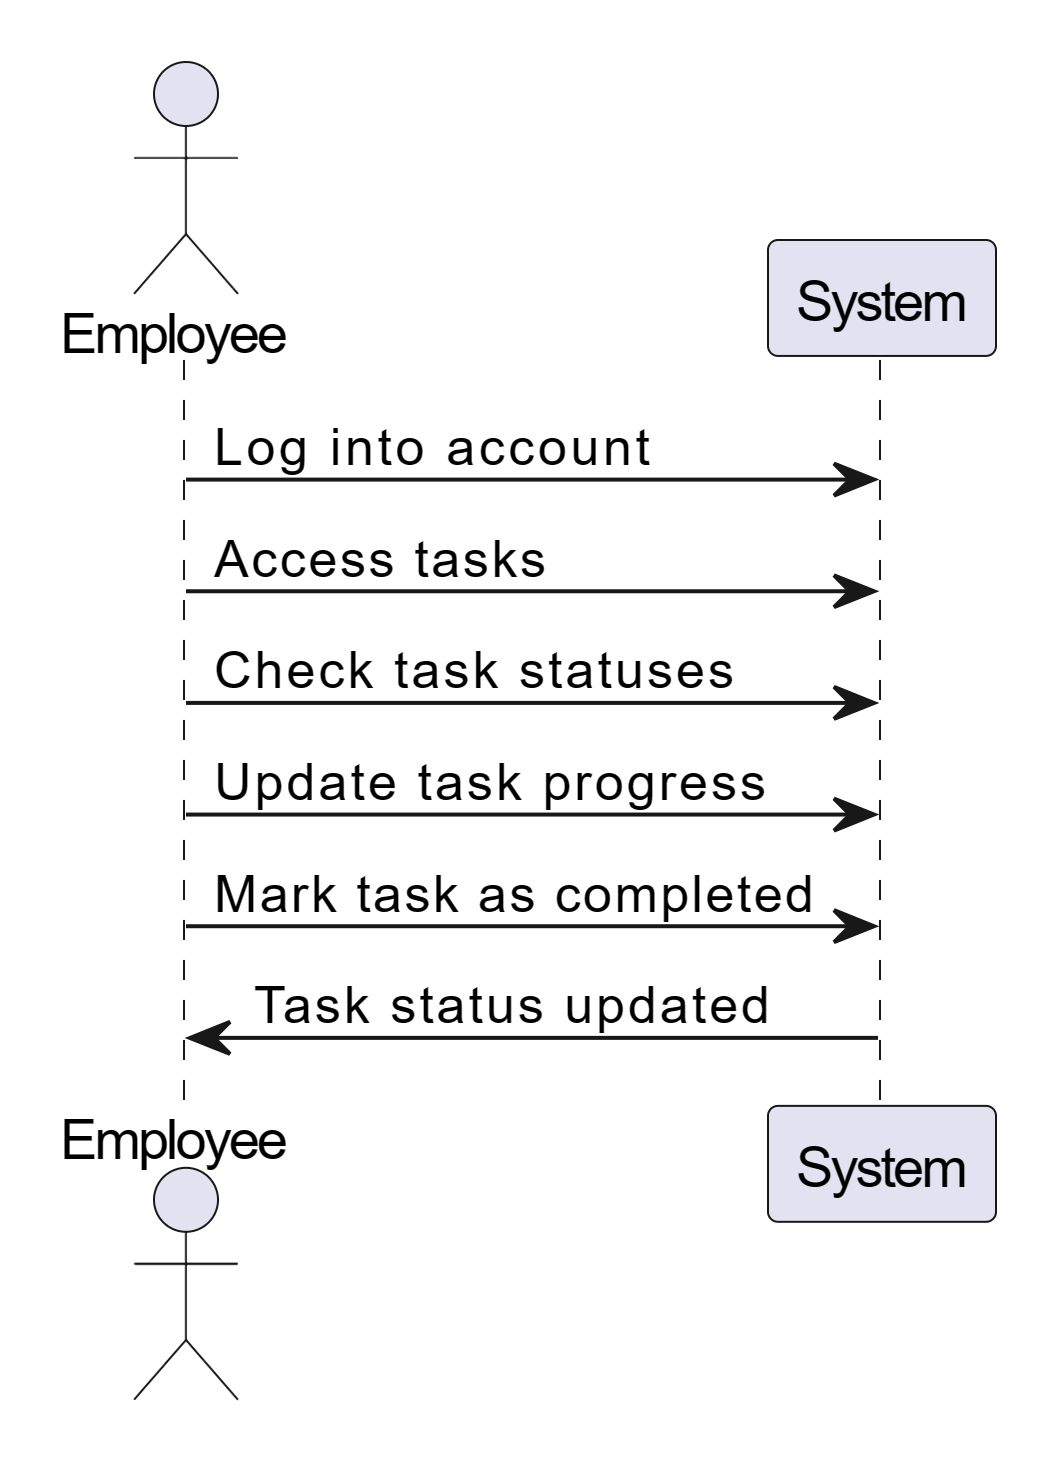 Employee
System
Log into account
Access tasks
Check task statuses
Update task progress
Mark task as completed
Task status updated
Employee
System